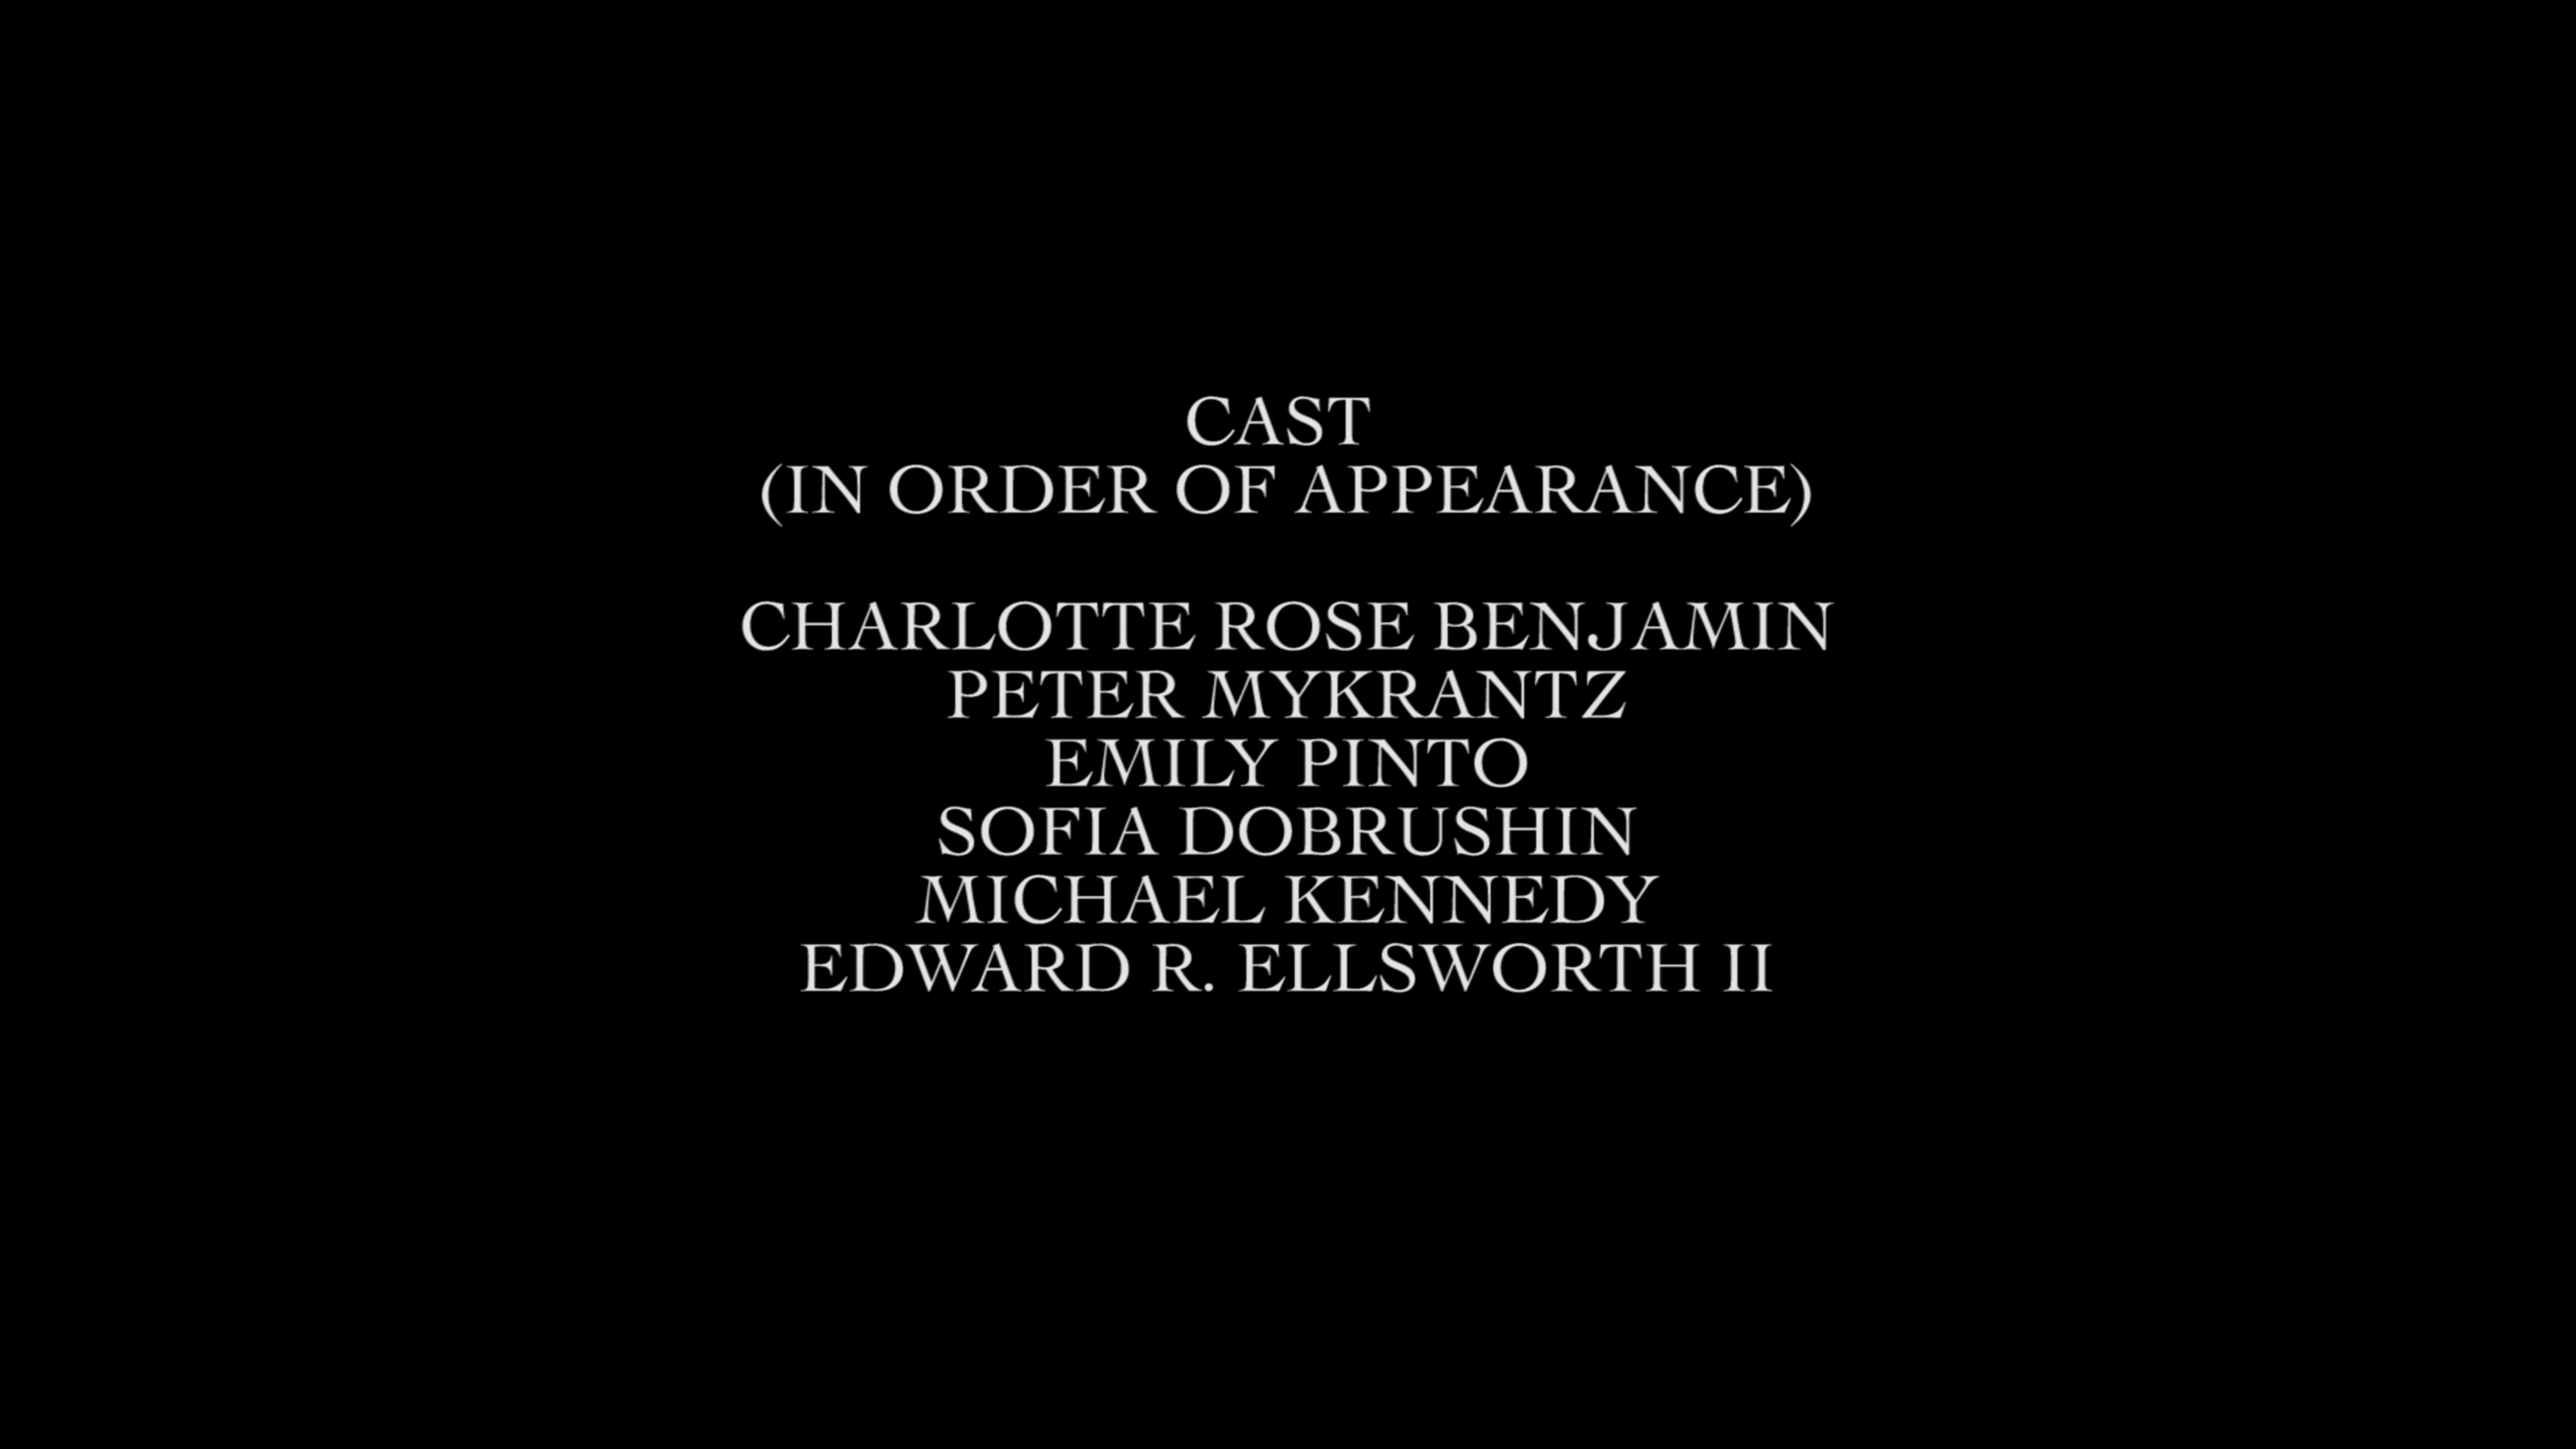 CAST
(IN ORDER OF APPEARANCE)
CHARLOTTE ROSE BENJAMIN
PETER MYKRANTZ
EMILY PINTO
SOFIA DOBRUSHIN
MICHAEL KENNEDY
EDWARD R. ELLSWORTH II